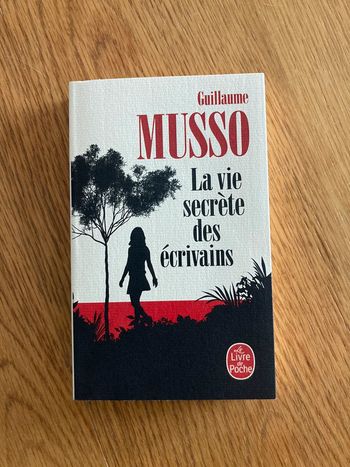 Guillaume
MUSSO
La vie
secrète
des
écrivains
Le
Livre
de
Poche